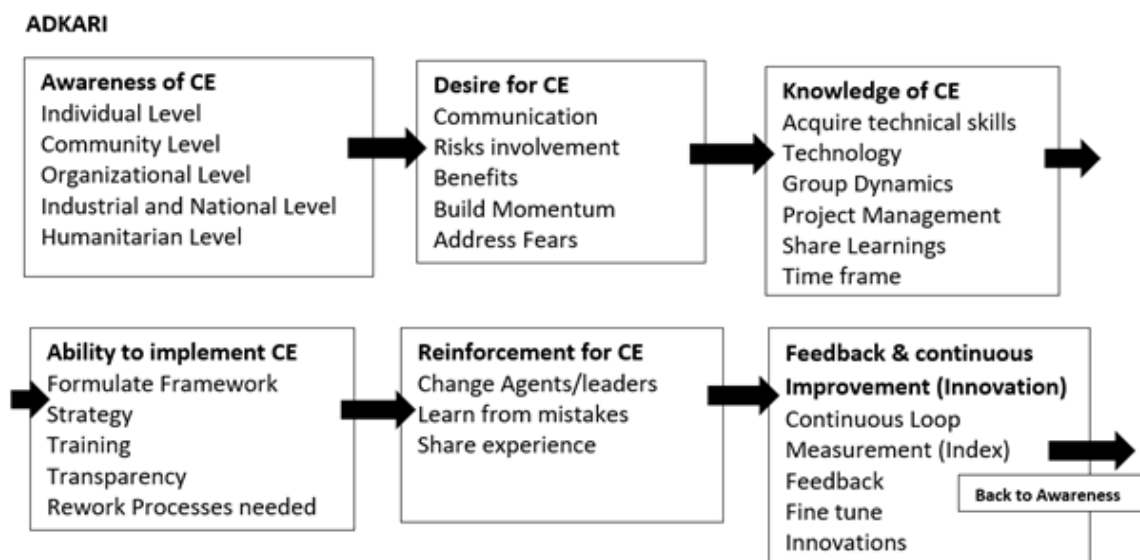 ADKARI
Awareness of CE
Individual Level
Community Level
Organizational Level
Industrial and National Level
Humanitarian Level
Desire for CE
Communication
Risks involvement
Benefits
Build Momentum
Address Fears
Knowledge of CE
Acquire technical skills
Technology
Group Dynamics
Project Management
Share Learnings
Time frame
Ability to implement CE
Formulate Framework
Strategy
Training
Transparency
Rework Processes needed
Reinforcement for CE
Change Agents/leaders
Learn from mistakes
Share experience
Feedback & continuous
Improvement (Innovation)
Continuous Loop
Measurement (Index)
Feedback
Fine tune
Innovations
Back to Awareness